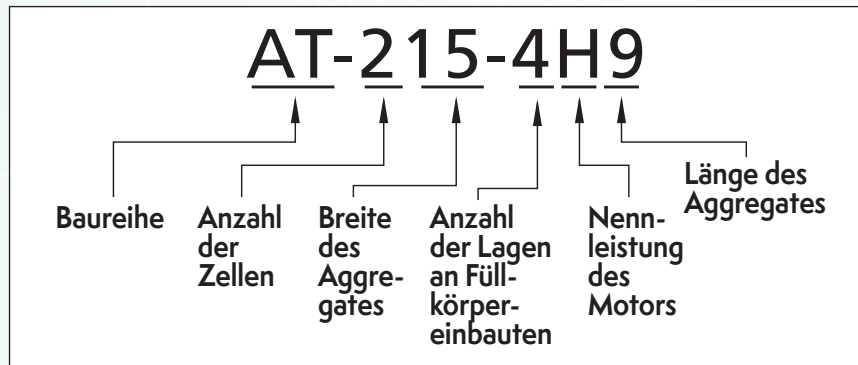 AT-215-4H9
Baureihe
Anzahl
der
Zellen
Breite
des
Aggre-
gates
Anzahl
der Lagen
an Füll-
körper-
einbauten
Nenn-
leistung
des
Motors
Länge des
Aggregates